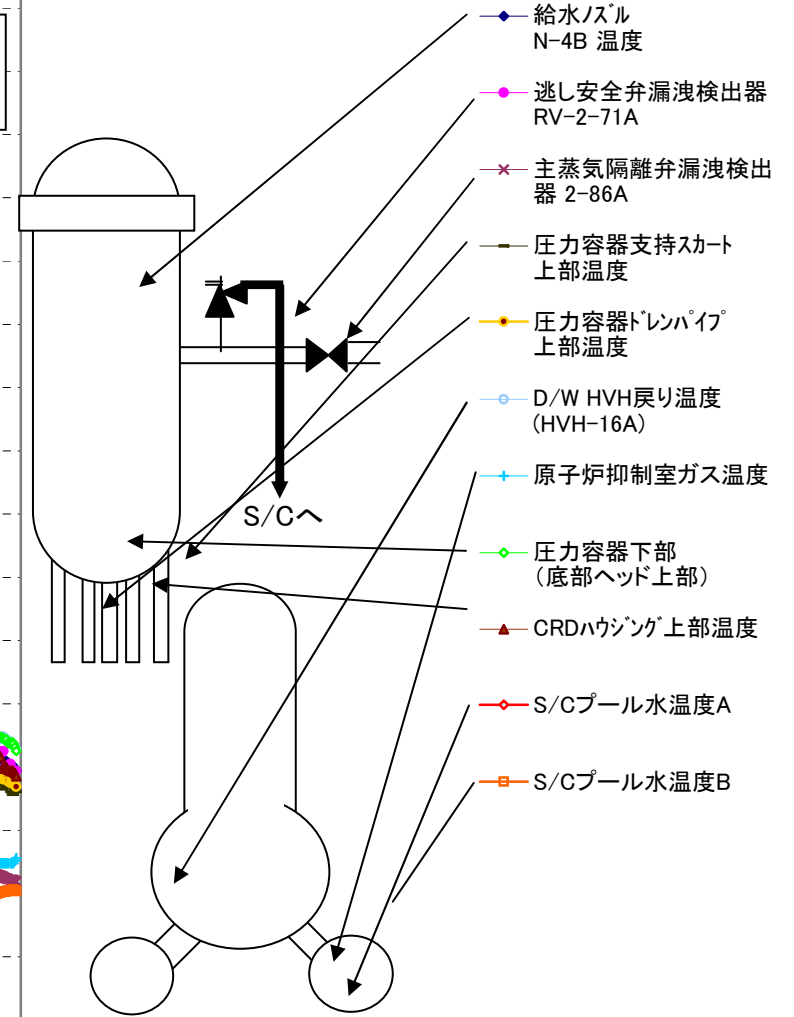 給水ノズル
N-4B 温度
逃し安全弁漏洩検出器
RV-2-71A
主蒸気隔離弁漏洩検出
器 2-86A
圧力容器支持スカート
上部温度
圧力容器ドレンパイプ
上部温度
D/W HVH戻り温度
(HVH-16A)
原子炉抑制室ガス温度
S/Cへ
圧力容器下部
（底部ヘッド上部）
CRDハウジング上部温度
S/Cプール水温度A
S/Cプール水温度B